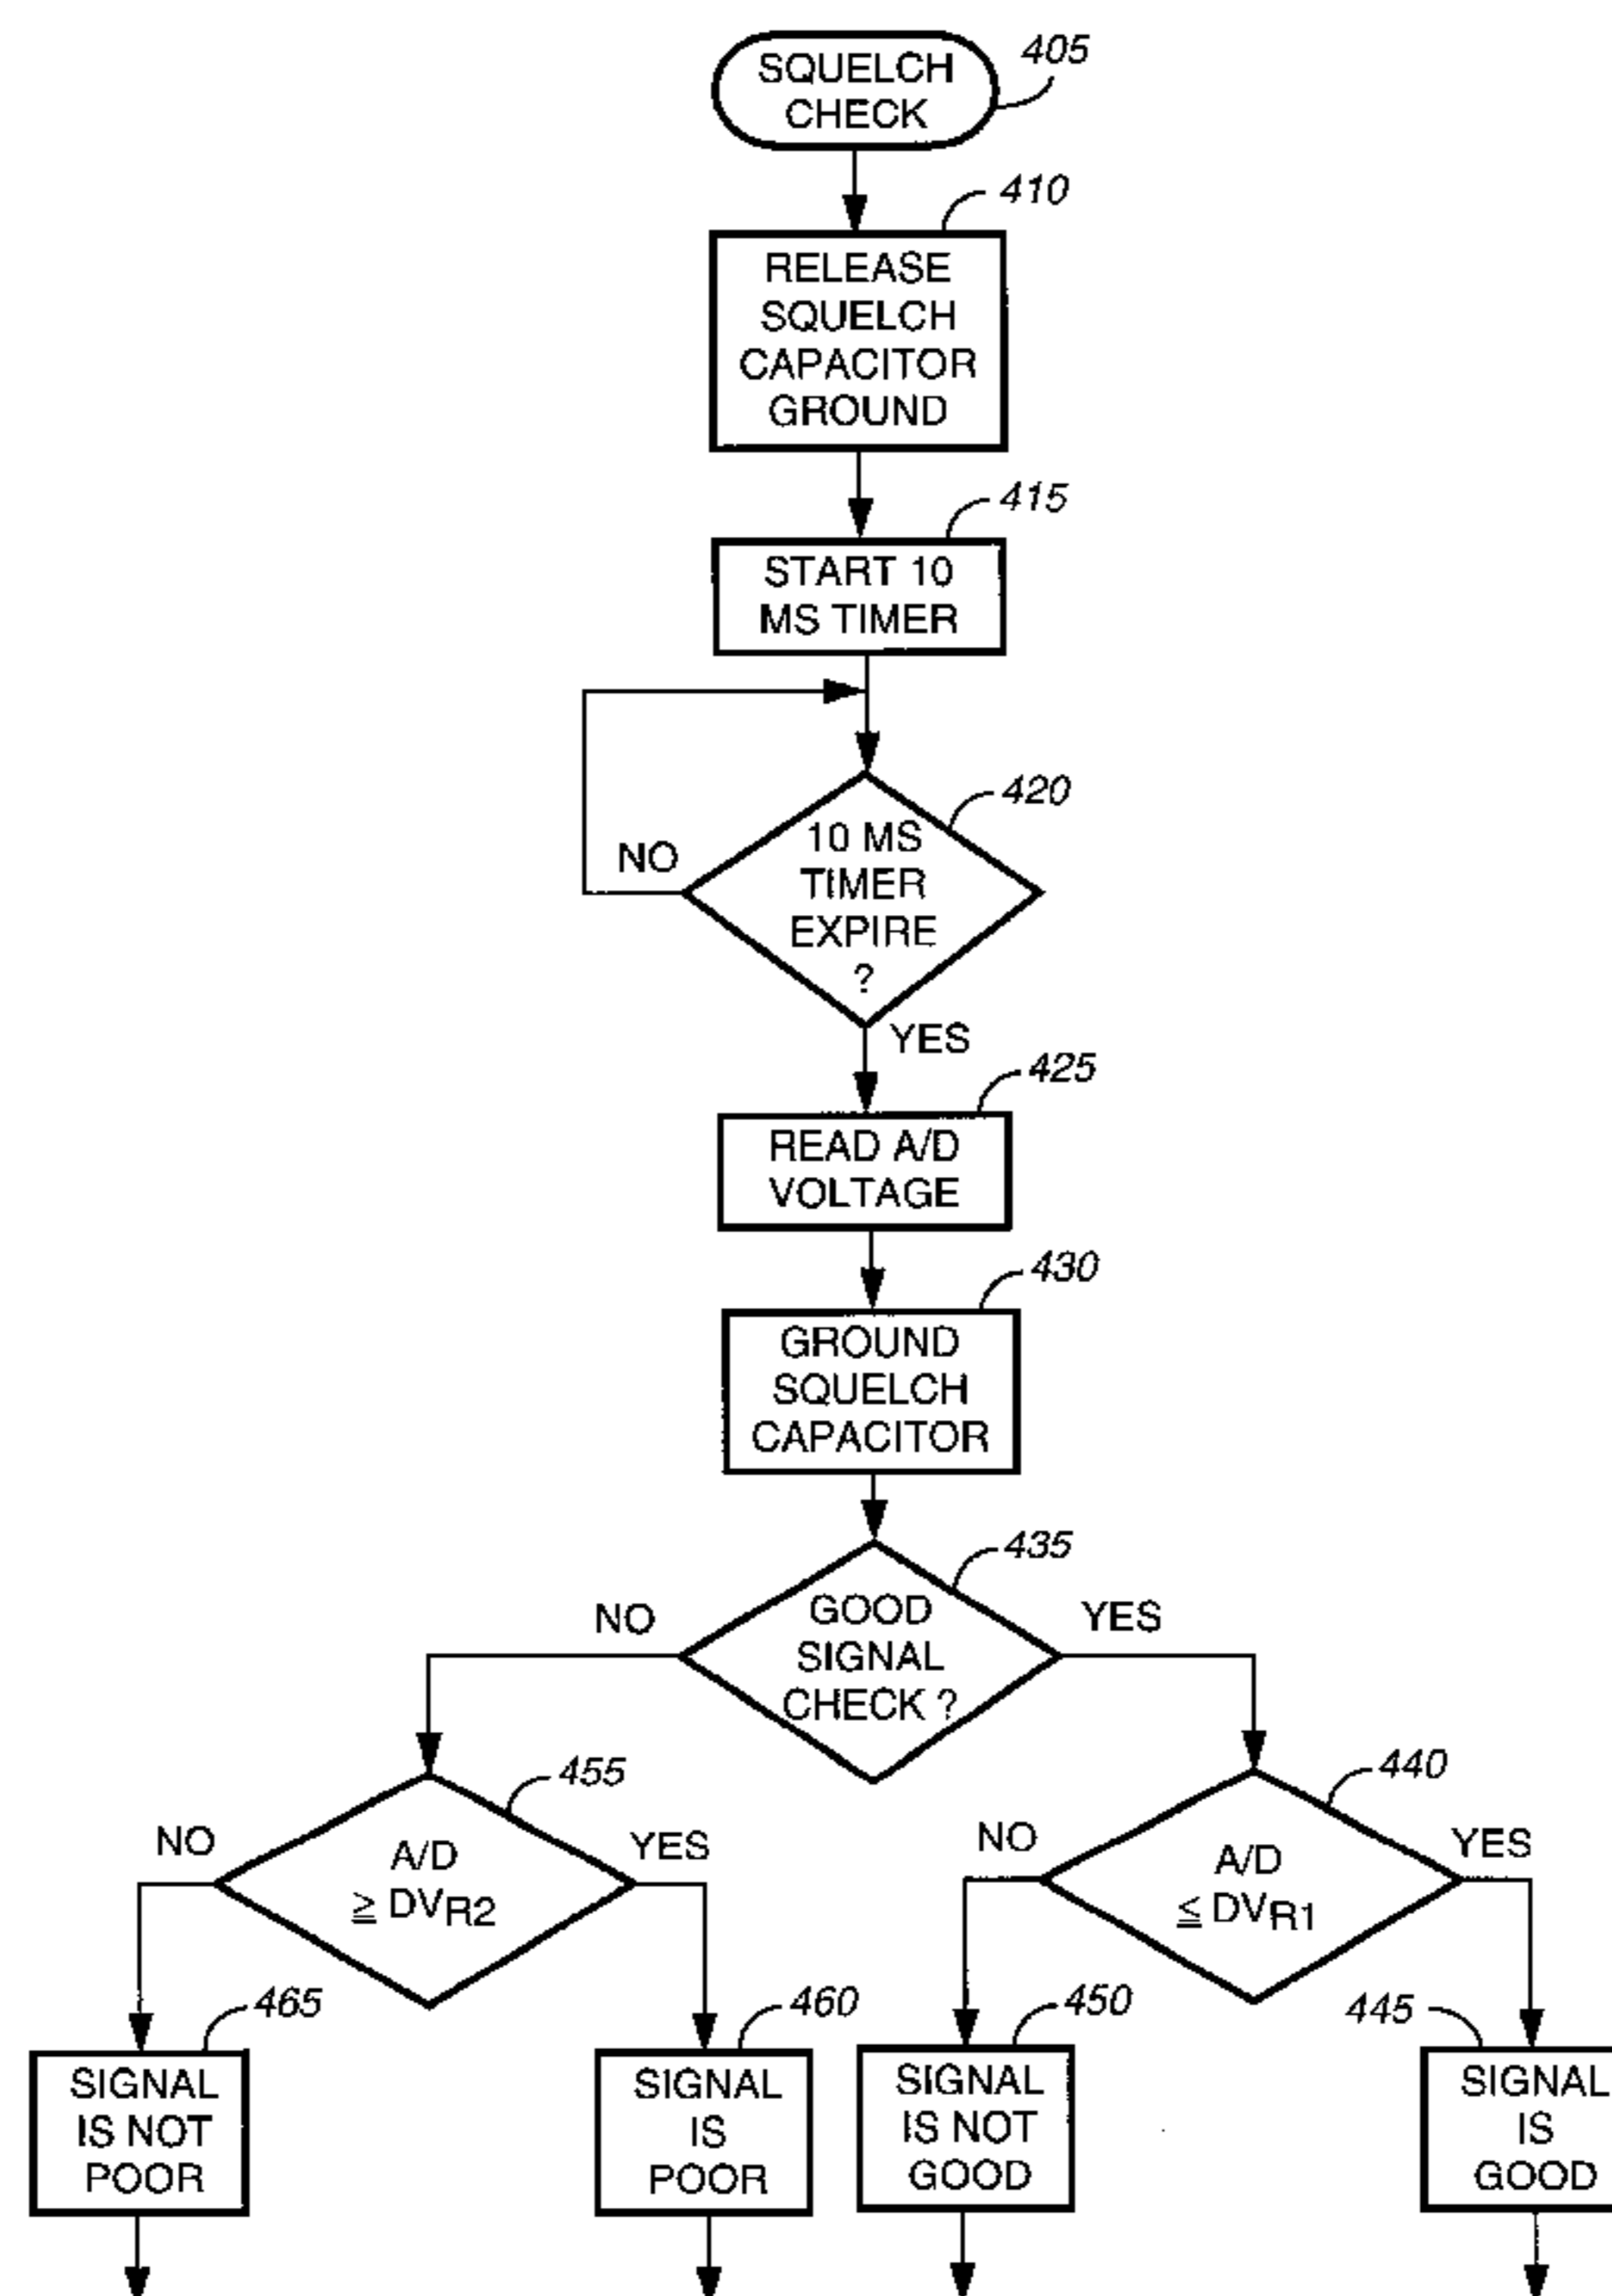 SQUELCH
CHECK
405
410
RELEASE
SQUELCH
CAPACITOR
GROUND
415
START 10
MS TIMER
420
10 MS
TIMER
EXPIRE
?
NO
YES
425
READ A/D
VOLTAGE
430
GROUND
SQUELCH
CAPACITOR
435
GOOD
SIGNAL
CHECK ?
NO
YES
455
A/D
≧ DVR2
NO
YES
440
A/D
≦ DVR1
NO
YES
465
SIGNAL
IS NOT
POOR
460
SIGNAL
IS
POOR
450
SIGNAL
IS NOT
GOOD
445
SIGNAL
IS
GOOD